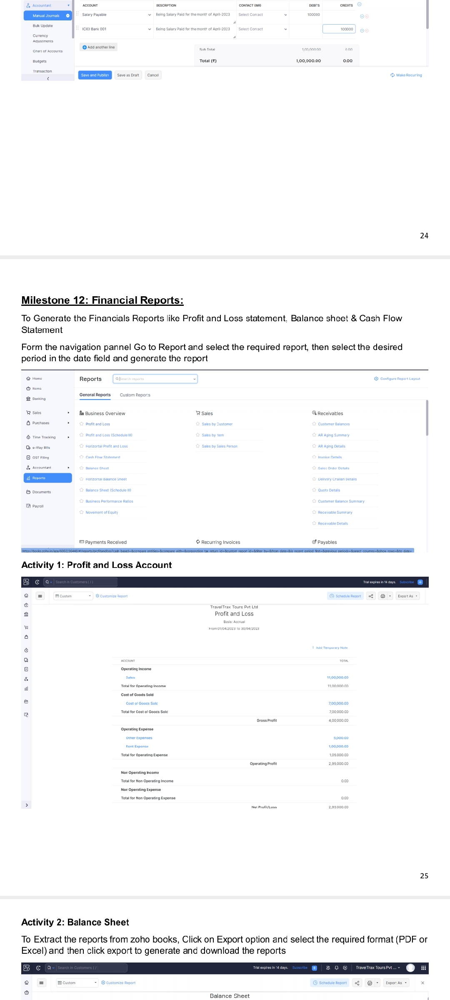 Accountant
ACCOUNT DESCRIPTION CONTACT (INR) DEBITS CREDITS
Manual Journals
Salary Payable Being Salary Paid for the month of April-2023 Select Contact 100000
Bulk Update
ICICI Bank 001 Being Salary Paid for the month of April-2023 Select Contact 100000
Currency
Adjustments
Add another line
Chart of Accounts
Sub Total 1,00,000.00 0.00
Budgets
Total (₹) 1,00,000.00 0.00
Transaction
Save and Publish Save as Draft Cancel Make Recurring
24
Milestone 12: Financial Reports:
To Generate the Financials Reports like Profit and Loss statement, Balance sheet & Cash Flow
Statement
Form the navigation pannel Go to Report and select the required report, then select the desired
period in the date field and generate the report
Home
Items
Banking
Sales
Purchases
Time Tracking
e-Way Bills
GST Filing
Accountant
Reports
Documents
Payroll
Reports Search reports Configure Report Layout
General Reports Custom Reports
Business Overview
Profit and Loss
Profit and Loss (Schedule III)
Horizontal Profit and Loss
Cash Flow Statement
Balance Sheet
Horizontal Balance Sheet
Balance Sheet (Schedule III)
Business Performance Ratios
Movement of Equity
Sales
Sales by Customer
Sales by Item
Sales by Sales Person
Receivables
Customer Balances
AR Aging Summary
AR Aging Details
Invoice Details
Sales Order Details
Delivery Challan Details
Quote Details
Customer Balance Summary
Receivable Summary
Receivable Details
Payments Received Recurring Invoices Payables
https://books.zoho.in/app/60022364461#/reports/profitandloss?cash_based=&compare_entities=&compare_with=&corporation_tax_return_id=&custom_report_id=&filter_by=&from_date=&is_recent_period_first=&previous_periods=&select_columns=&show_rows=&to_date=
Activity 1: Profit and Loss Account
Search in Customers ( / ) Trial expires in 14 days. Subscribe
Custom Customize Report Schedule Report Export As
TravelTrax Tours Pvt Ltd
Profit and Loss
Basis: Accrual
From 01/04/2023 To 30/04/2023
Add Temporary Note
ACCOUNT TOTAL
Operating Income
Sales 11,00,000.00
Total for Operating Income 11,00,000.00
Cost of Goods Sold
Cost of Goods Sold 7,00,000.00
Total for Cost of Goods Sold 7,00,000.00
Gross Profit 4,00,000.00
Operating Expense
Other Expenses 5,000.00
Rent Expense 1,00,000.00
Total for Operating Expense 1,05,000.00
Operating Profit 2,95,000.00
Non Operating Income
Total for Non Operating Income 0.00
Non Operating Expense
Total for Non Operating Expense 0.00
Net Profit/Loss 2,95,000.00
25
Activity 2: Balance Sheet
To Extract the reports from zoho books, Click on Export option and select the required format (PDF or
Excel) and then click export to generate and download the reports
Search in Customers ( / ) Trial expires in 14 days. Subscribe TravelTrax Tours Pvt ...
Custom Customize Report Schedule Report Export As
Balance Sheet